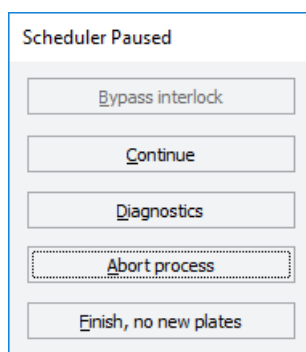 Scheduler Paused
Bypass interlock
Continue
Diagnostics
Abort process
Finish, no new plates